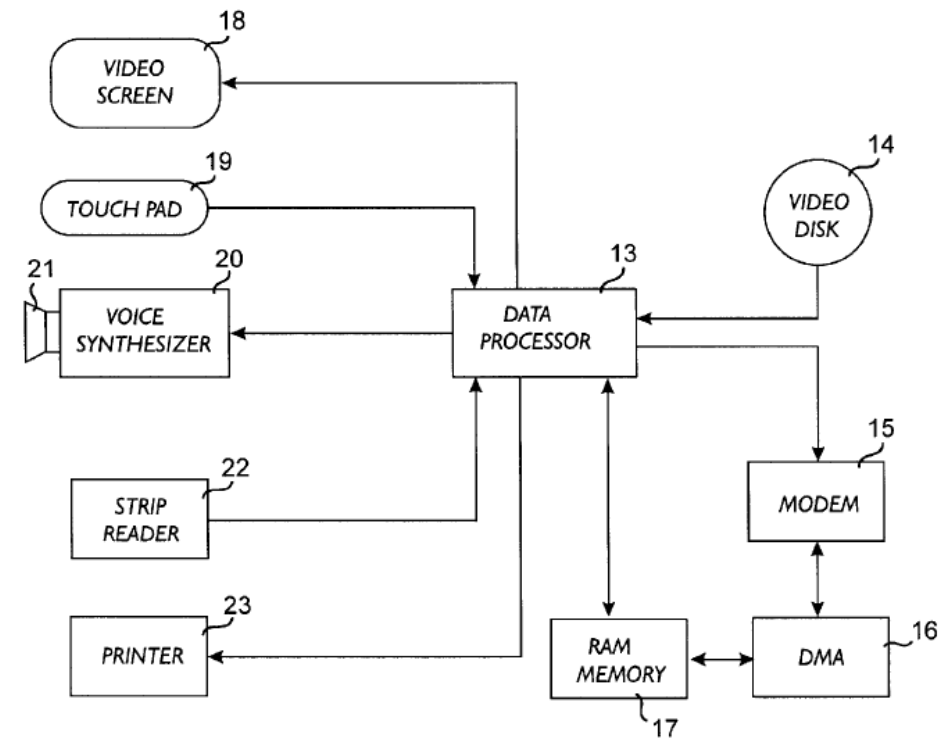 18
VIDEO
SCREEN
19
TOUCH PAD
14
VIDEO
DISK
21
20
VOICE
SYNTHESIZER
13
DATA
PROCESSOR
15
MODEM
22
STRIP
READER
23
PRINTER
RAM
MEMORY
17
DMA
16